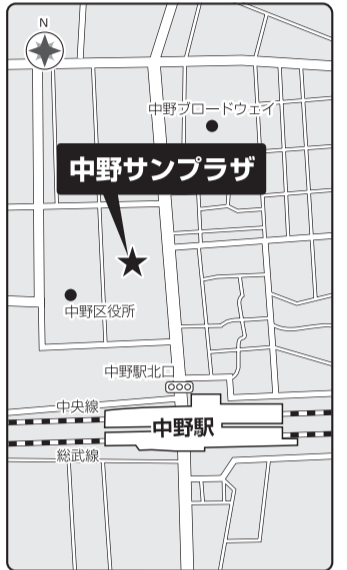 N
中野ブロードウェイ
中野サンプラザ
中野区役所
中野駅北口
中央線
中野駅
総武線